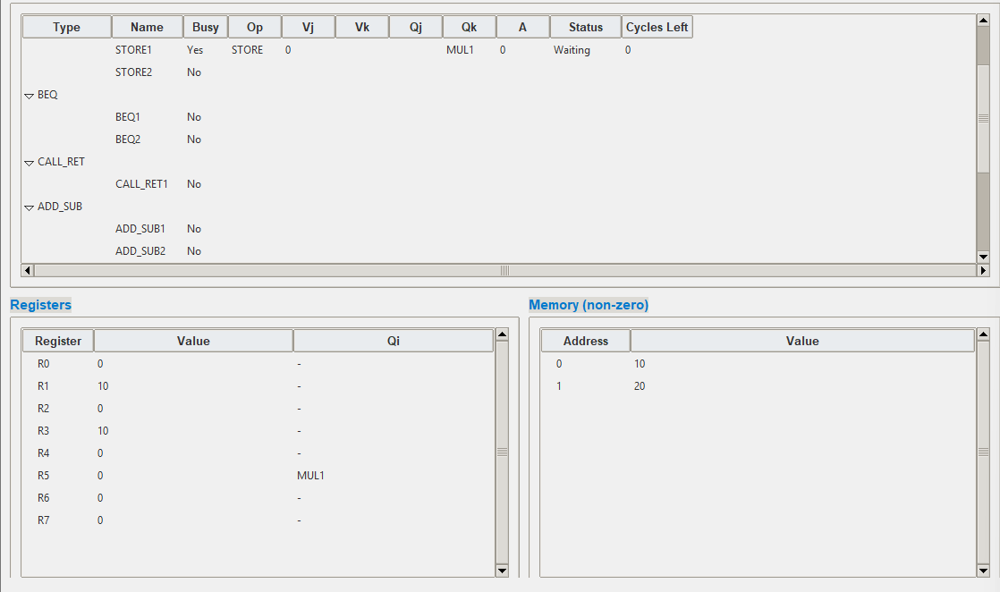 Type Name Busy Op Vj Vk Qj Qk A Status Cycles Left
STORE1 Yes STORE 0 MUL1 0 Waiting 0
STORE2 No
BEQ
BEQ1 No
BEQ2 No
CALL_RET
CALL_RET1 No
ADD_SUB
ADD_SUB1 No
ADD_SUB2 No
Registers
Register Value Qi
R0 0 -
R1 10 -
R2 0 -
R3 10 -
R4 0 -
R5 0 MUL1
R6 0 -
R7 0 -
Memory (non-zero)
Address Value
0 10
1 20